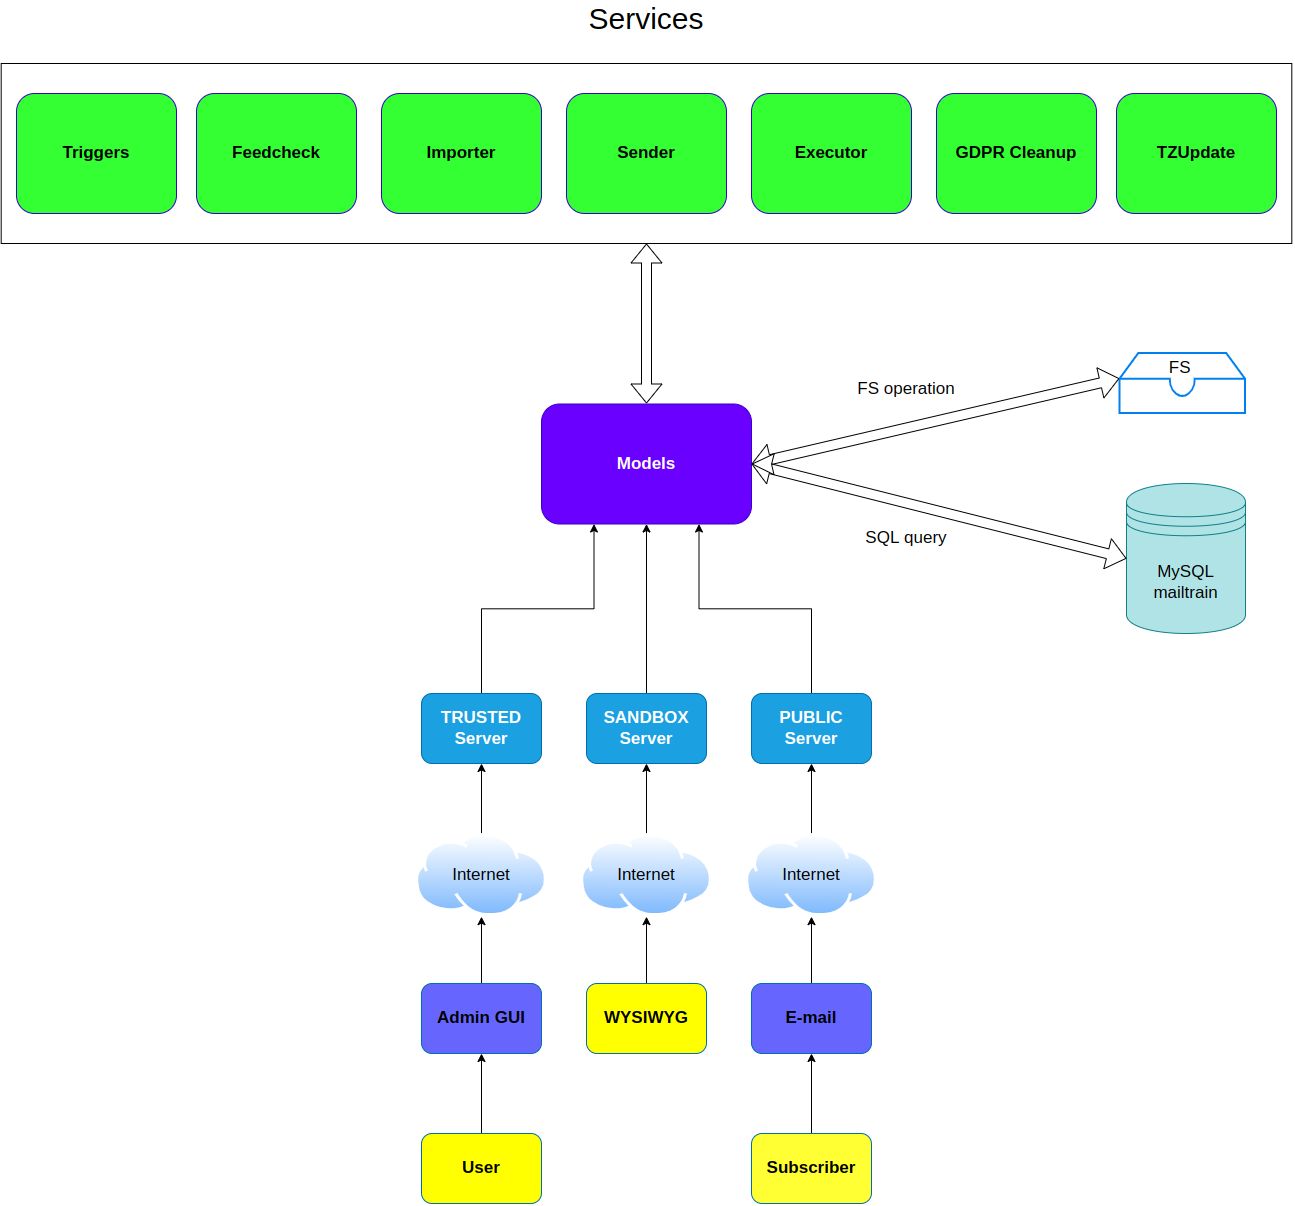 Services
Triggers
Feedcheck
Importer
Sender
Executor
GDPR Cleanup
TZUpdate
FS
FS operation
Models
SQL query
MySQL
mailtrain
TRUSTED
Server
SANDBOX
Server
PUBLIC
Server
Internet
Internet
Internet
Admin GUI
WYSIWYG
E-mail
User
Subscriber